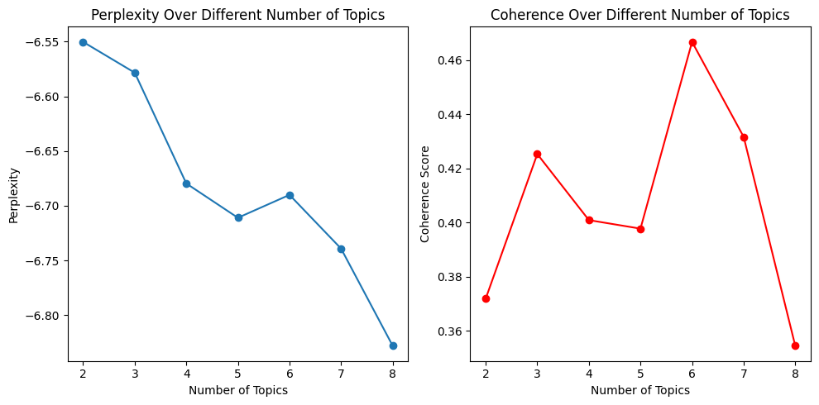 Perplexity Over Different Number of Topics
−6.55
−6.60
−6.65
−6.70
−6.75
−6.80
Perplexity
2 3 4 5 6 7 8
Number of Topics
Coherence Over Different Number of Topics
0.46
0.44
0.42
0.40
0.38
0.36
Coherence Score
2 3 4 5 6 7 8
Number of Topics